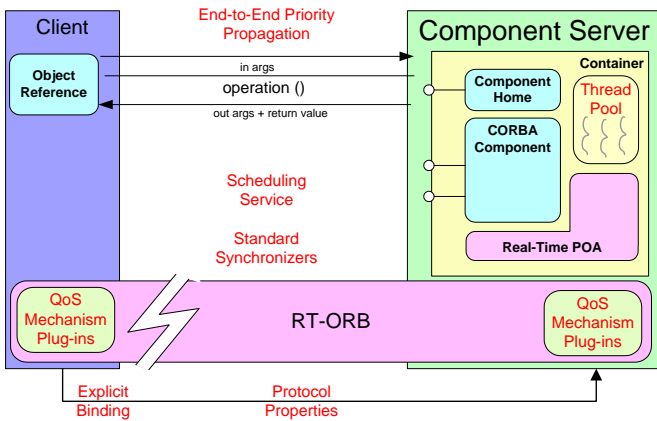 Client
End-to-End Priority
Propagation
Component Server
Object
Reference
in args
operation ()
out args + return value
Container
Component
Home
Thread
Pool
CORBA
Component
Scheduling
Service
Standard
Synchronizers
Real-Time POA
QoS
Mechanism
Plug-ins
RT-ORB
QoS
Mechanism
Plug-ins
Explicit
Binding
Protocol
Properties